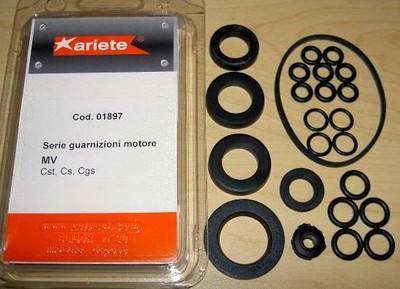 ariete®
Cod. 01897
Serie guarnizioni motore
MV
Cst, Cs, Cgs